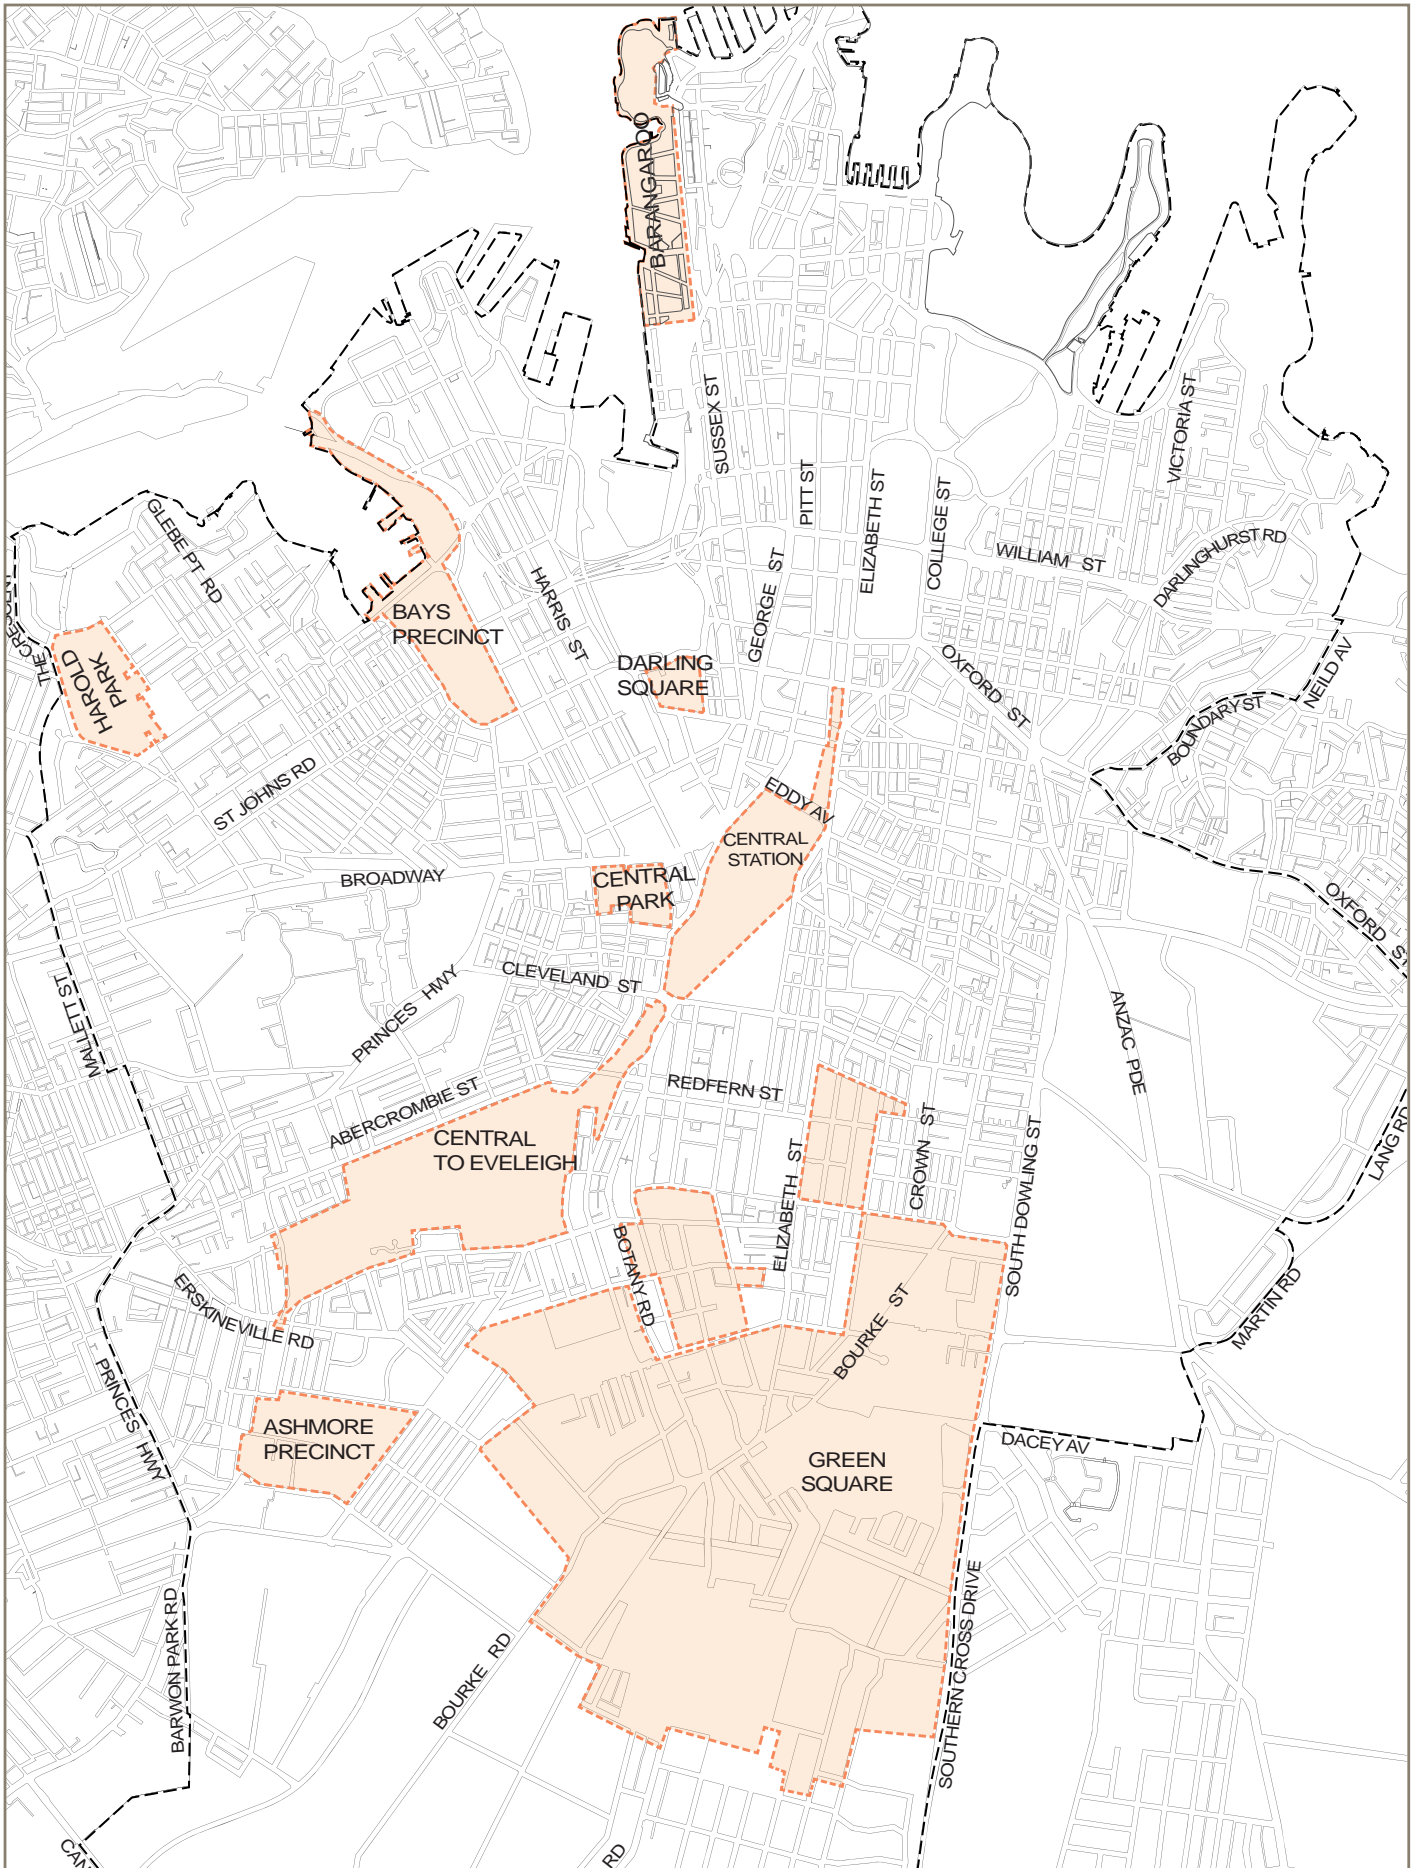 BARANGAROO
SUSSEX ST
PITT ST
ELIZABETH ST
COLLEGE ST
VICTORIA ST
GLEBE PT RD
WILLIAM ST
DARLINGHURST RD
HARRIS ST
GEORGE ST
THE CRESCENT
BAYS
PRECINCT
HAROLD
PARK
DARLING
SQUARE
OXFORD ST
NEILD AV
BOUNDARY ST
ST JOHNS RD
EDDY AV
CENTRAL
STATION
BROADWAY
CENTRAL
PARK
OXFORD ST
CLEVELAND ST
MALLETT ST
PRINCES HWY
ANZAC PDE
REDFERN ST
ABERCROMBIE ST
CENTRAL
TO EVELEIGH
CROWN ST
LANG RD
ELIZABETH ST
SOUTH DOWLING ST
BOTANY RD
ERSKINEVILLE RD
BOURKE ST
MARTIN RD
PRINCES HWY
ASHMORE
PRECINCT
DACEY AV
GREEN
SQUARE
BARWON PARK RD
BOURKE RD
SOUTHERN CROSS DRIVE
CAN
RD